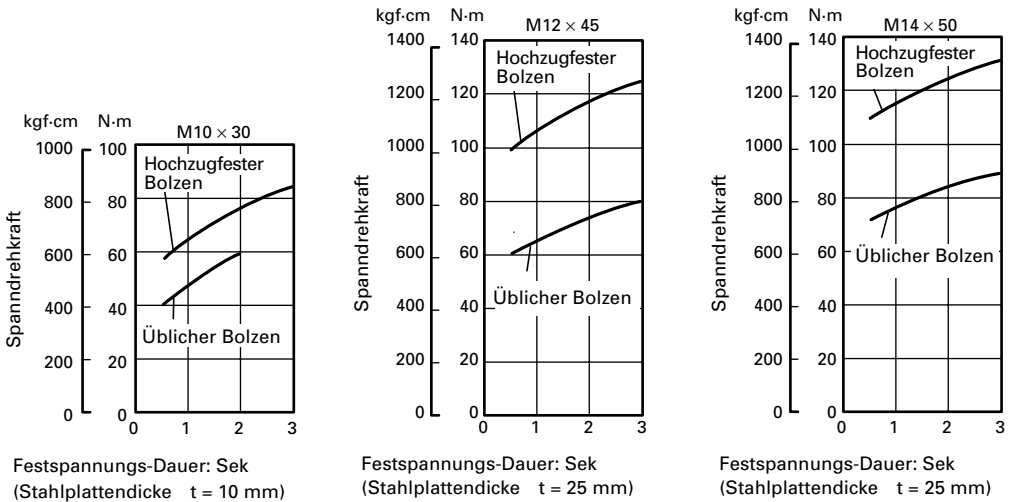 kgf·cm N·m
M10 × 30
1000 100
800 80
600 60
400 40
200 20
0 0
Spanndrehkraft
Hochzugfester
Bolzen
Üblicher Bolzen
0 1 2 3
Festspannungs-Dauer: Sek
(Stahlplattendicke t = 10 mm)
kgf·cm N·m
M12 × 45
1400 140
1200 120
1000 100
800 80
600 60
400 40
200 20
0 0
Spanndrehkraft
Hochzugfester
Bolzen
Üblicher Bolzen
0 1 2 3
Festspannungs-Dauer: Sek
(Stahlplattendicke t = 25 mm)
kgf·cm N·m
M14 × 50
1400 140
1200 120
1000 100
800 80
600 60
400 40
200 20
0 0
Spanndrehkraft
Hochzugfester
Bolzen
Üblicher Bolzen
0 1 2 3
Festspannungs-Dauer: Sek
(Stahlplattendicke t = 25 mm)